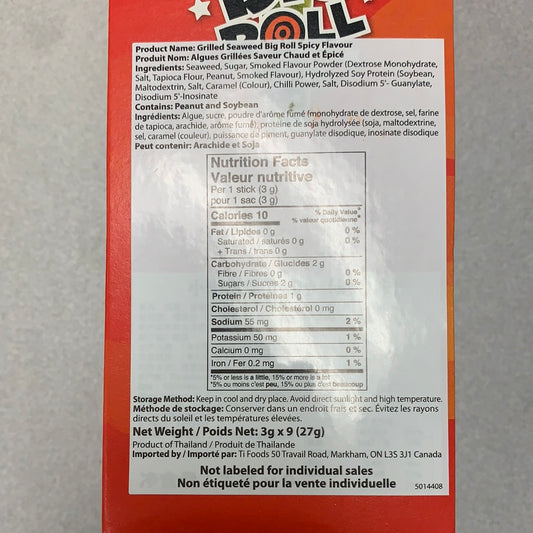 BIG
ROLL
Product Name: Grilled Seaweed Big Roll Spicy Flavour
Produit Nom: Algues Grillées Saveur Chaud et Épicé
Ingredients: Seaweed, Sugar, Smoked Flavour Powder (Dextrose Monohydrate,
Salt, Tapioca Flour, Peanut, Smoked Flavour), Hydrolyzed Soy Protein (Soybean,
Maltodextrin, Salt, Caramel (Colour), Chilli Power, Salt, Disodium 5'- Guanylate,
Disodium 5'-Inosinate
Contains: Peanut and Soybean
Ingrédients: Algue, sucre, poudre d'arôme fumé (monohydrate de dextrose, sel, farine
de tapioca, arachide, arôme fumé), protéine de soja hydrolysée (soja, maltodextrine,
sel, caramel (couleur), puissance de piment, guanylate disodique, inosinate disodique
Peut contenir: Arachide et Soja
Nutrition Facts
Valeur nutritive
Per 1 stick (3 g)
pour 1 sac (3 g)
Calories 10
% Daily Value*
% valeur quotidienne*
Fat / Lipides 0 g 0 %
Saturated / saturés 0 g 0 %
+ Trans / trans 0 g
Carbohydrate / Glucides 2 g
Fibre / Fibres 0 g 0 %
Sugars / Sucres 2 g 0 %
Protein / Protéines 1 g
Cholesterol / Cholestérol 0 mg
Sodium 55 mg 2 %
Potassium 50 mg 1 %
Calcium 0 mg 0 %
Iron / Fer 0.2 mg 1 %
*5% or less is a little, 15% or more is a lot
*5% ou moins c'est peu, 15% ou plus c'est beaucoup
Storage Method: Keep in cool and dry place. Avoid direct sunlight and high temperature.
Méthode de stockage: Conserver dans un endroit frais et sec. Évitez les rayons
directs du soleil et les températures élevées.
Net Weight / Poids Net: 3g x 9 (27g)
Product of Thailand / Produit de Thaïlande
Imported by / Importé par: Ti Foods 50 Travail Road, Markham, ON L3S 3J1 Canada
Not labeled for individual sales
Non étiqueté pour la vente individuelle
5014408